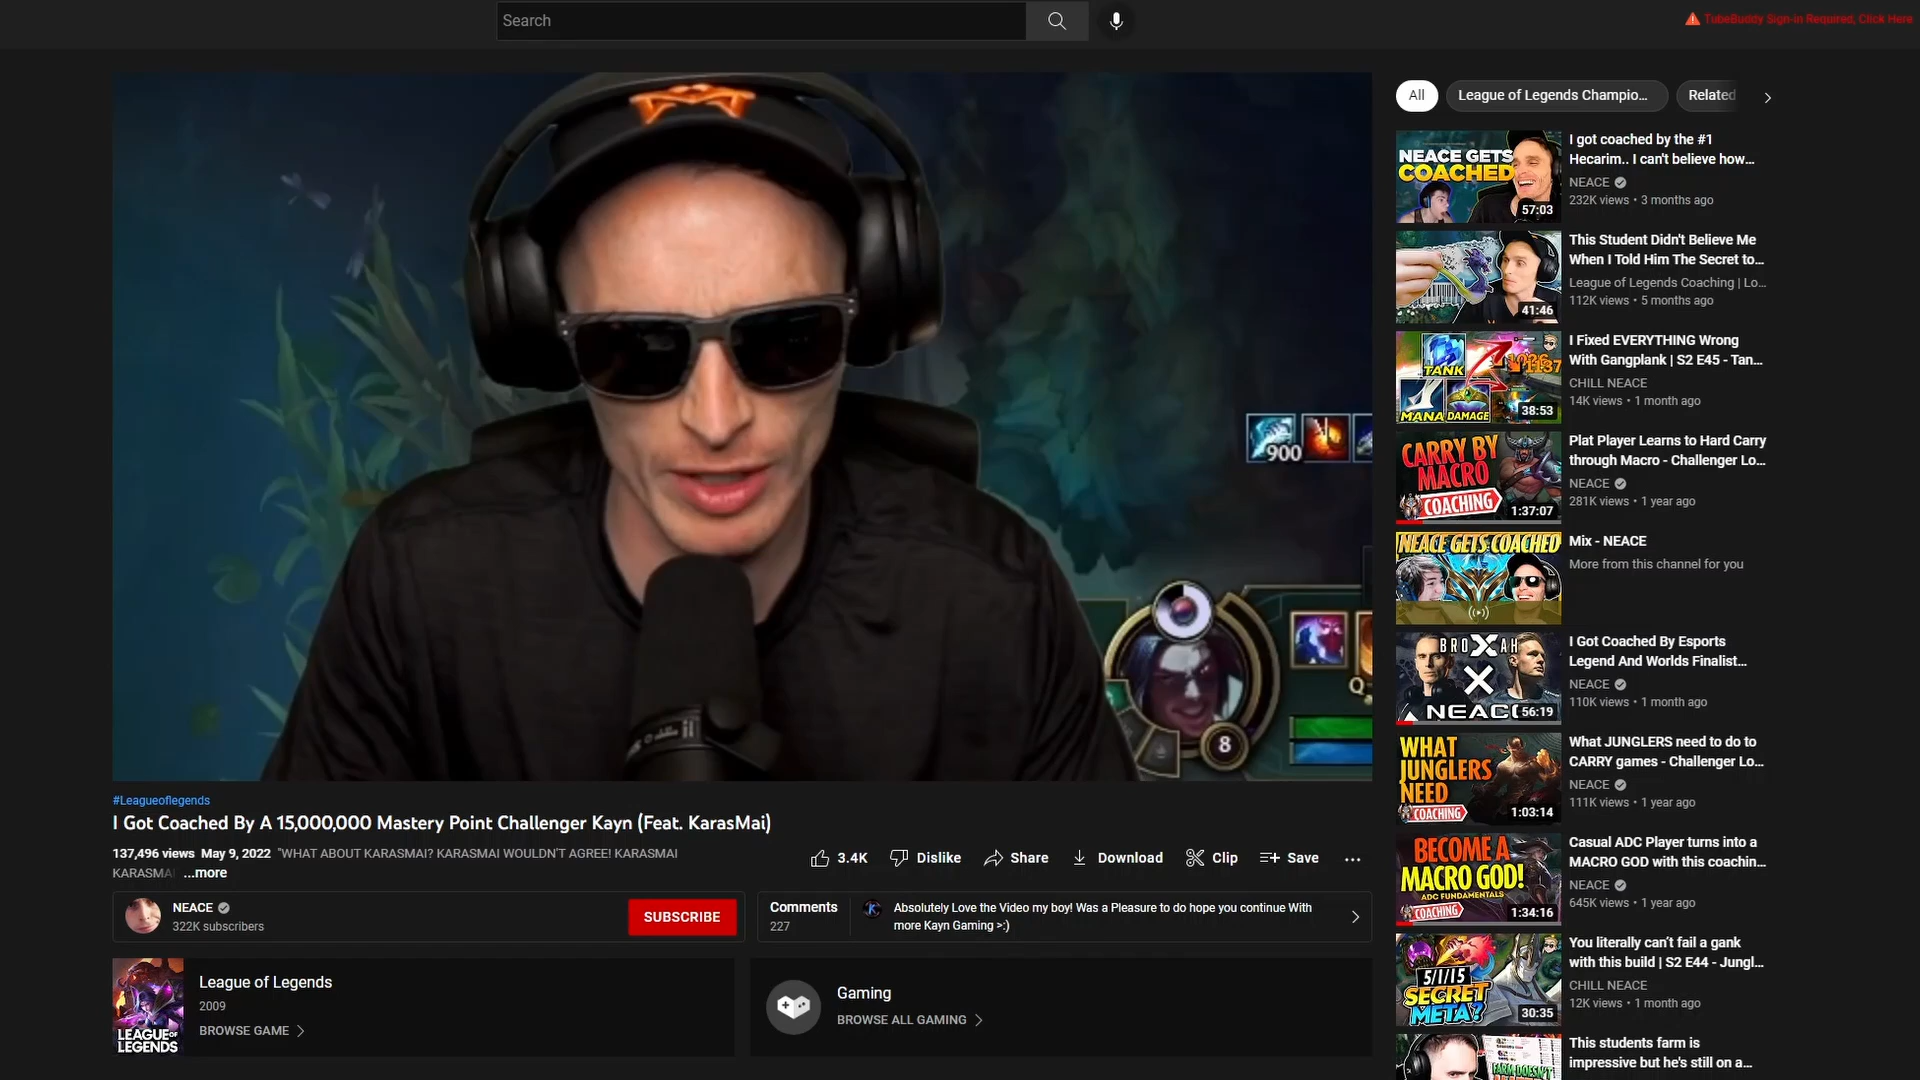 Search
TubeBuddy Sign-in Required, Click Here
900
Q
8
#Leagueoflegends
I Got Coached By A 15,000,000 Mastery Point Challenger Kayn (Feat. KarasMai)
137,496 views May 9, 2022 "WHAT ABOUT KARASMAI? KARASMAI WOULDN'T AGREE! KARASMAI
KARASMA ...more
3.4K
Dislike
Share
Download
Clip
Save
NEACE
322K subscribers
SUBSCRIBE
Comments
227
Absolutely Love the Video my boy! Was a Pleasure to do hope you continue With
more Kayn Gaming >:)
LEAGUE OF
LEGENDS
League of Legends
2009
BROWSE GAME
Gaming
BROWSE ALL GAMING
All
League of Legends Champio...
Related
NEACE GETS
COACHED
57:03
I got coached by the #1
Hecarim.. I can't believe how...
NEACE
232K views • 3 months ago
41:46
This Student Didn't Believe Me
When I Told Him The Secret to...
League of Legends Coaching | Lo...
112K views • 5 months ago
TANK
MANA DAMAGE
38:53
I Fixed EVERYTHING Wrong
With Gangplank | S2 E45 - Tan...
CHILL NEACE
14K views • 1 month ago
CARRY BY
MACRO
COACHING
1:37:07
Plat Player Learns to Hard Carry
through Macro - Challenger Lo...
NEACE
281K views • 1 year ago
NEACE GETS COACHED
Mix - NEACE
More from this channel for you
BROXAH
X
NEAC
56:19
I Got Coached By Esports
Legend And Worlds Finalist...
NEACE
110K views • 1 month ago
WHAT
JUNGLERS
NEED
COACHING
1:03:14
What JUNGLERS need to do to
CARRY games - Challenger Lo...
NEACE
111K views • 1 year ago
BECOME A
MACRO GOD!
ADC FUNDAMENTALS
COACHING
1:34:16
Casual ADC Player turns into a
MACRO GOD with this coachin...
NEACE
645K views • 1 year ago
5/1/15
SECRET
META?
30:35
You literally can't fail a gank
with this build | S2 E44 - Jungl...
CHILL NEACE
12K views • 1 month ago
FARM DOESN'T
This students farm is
impressive but he's still on a...